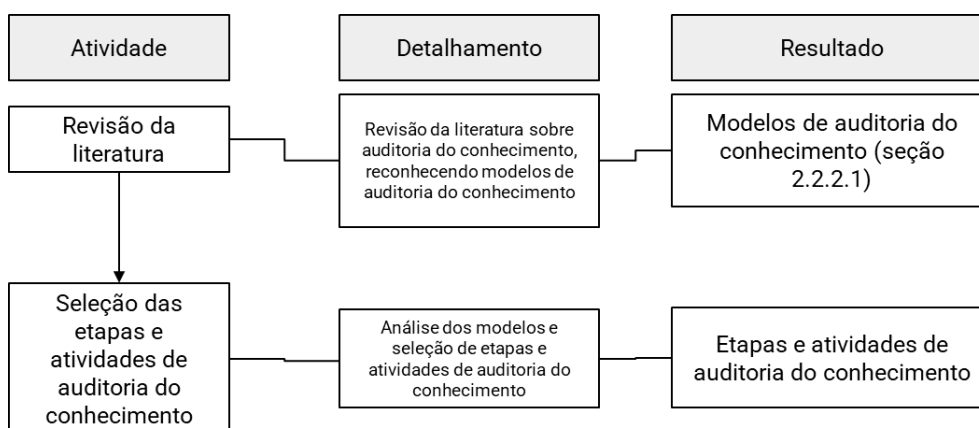 Atividade
Detalhamento
Resultado
Revisão da
literatura
Revisão da literatura sobre
auditoria do conhecimento,
reconhecendo modelos de
auditoria do conhecimento
Modelos de auditoria do
conhecimento (seção
2.2.2.1)
Seleção das
etapas e
atividades de
auditoria do
conhecimento
Análise dos modelos e
seleção de etapas e
atividades de auditoria do
conhecimento
Etapas e atividades de
auditoria do conhecimento